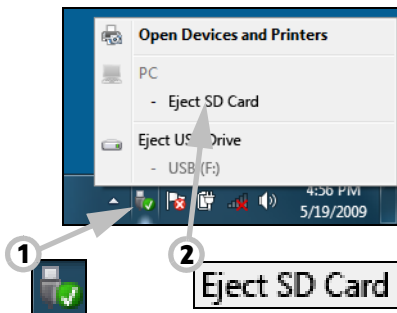 Open Devices and Printers
PC
- Eject SD Card
Eject USB Drive
- USB (F:)
4:56 PM
5/19/2009
1
2
Eject SD Card